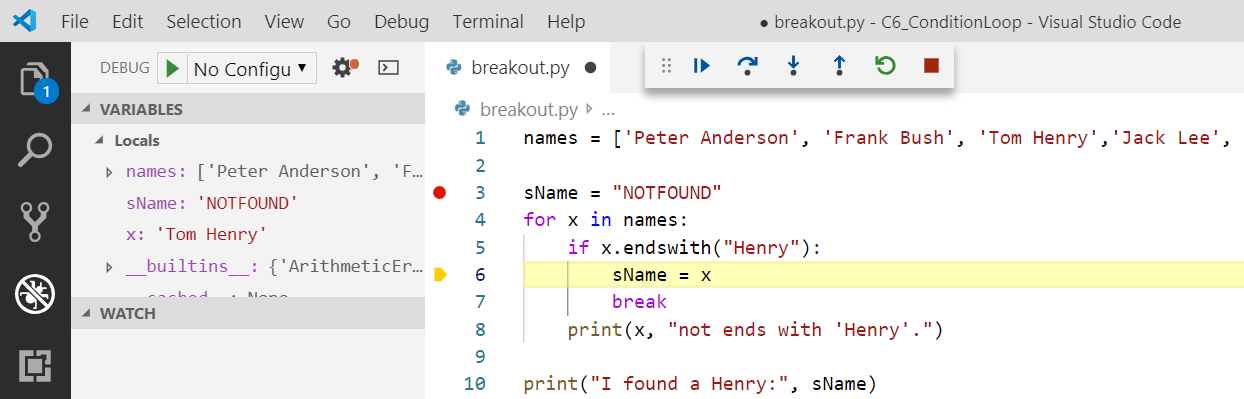 File Edit Selection View Go Debug Terminal Help ● breakout.py - C6_ConditionLoop - Visual Studio Code
DEBUG No Configu ▼
breakout.py ●
1
VARIABLES
Locals
names: ['Peter Anderson', 'F...
sName: 'NOTFOUND'
x: 'Tom Henry'
__builtins__: {'ArithmeticEr...
cached : None
WATCH
breakout.py ...
1 names = ['Peter Anderson', 'Frank Bush', 'Tom Henry','Jack Lee',
2
3 sName = "NOTFOUND"
4 for x in names:
5 if x.endswith("Henry"):
6 sName = x
7 break
8 print(x, "not ends with 'Henry'.")
9
10 print("I found a Henry:", sName)